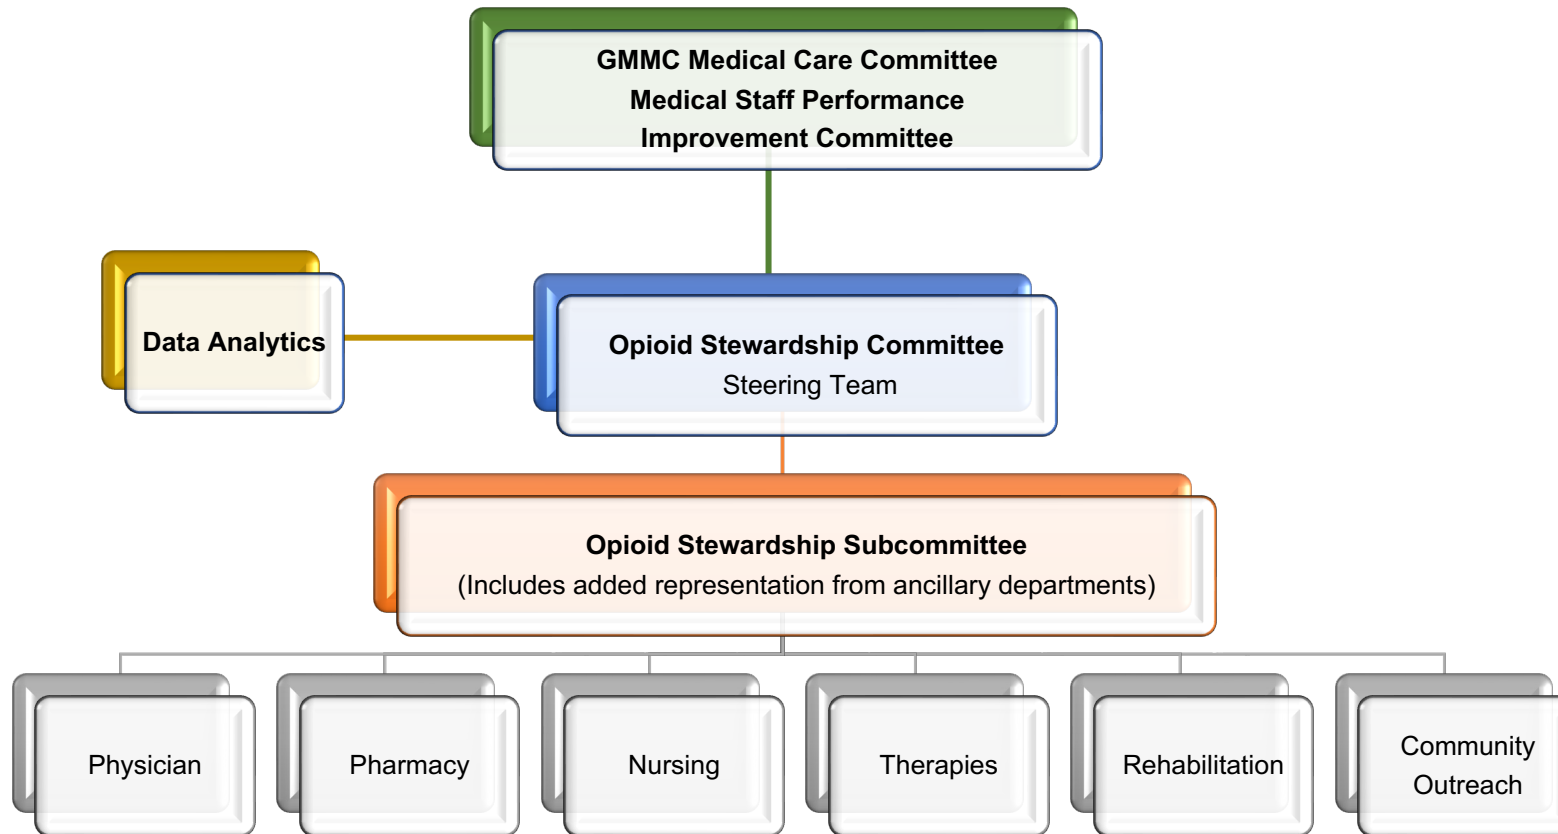 GMMC Medical Care Committee
Medical Staff Performance
Improvement Committee
Data Analytics
Opioid Stewardship Committee
Steering Team
Opioid Stewardship Subcommittee
(Includes added representation from ancillary departments)
Physician
Pharmacy
Nursing
Therapies
Rehabilitation
Community
Outreach